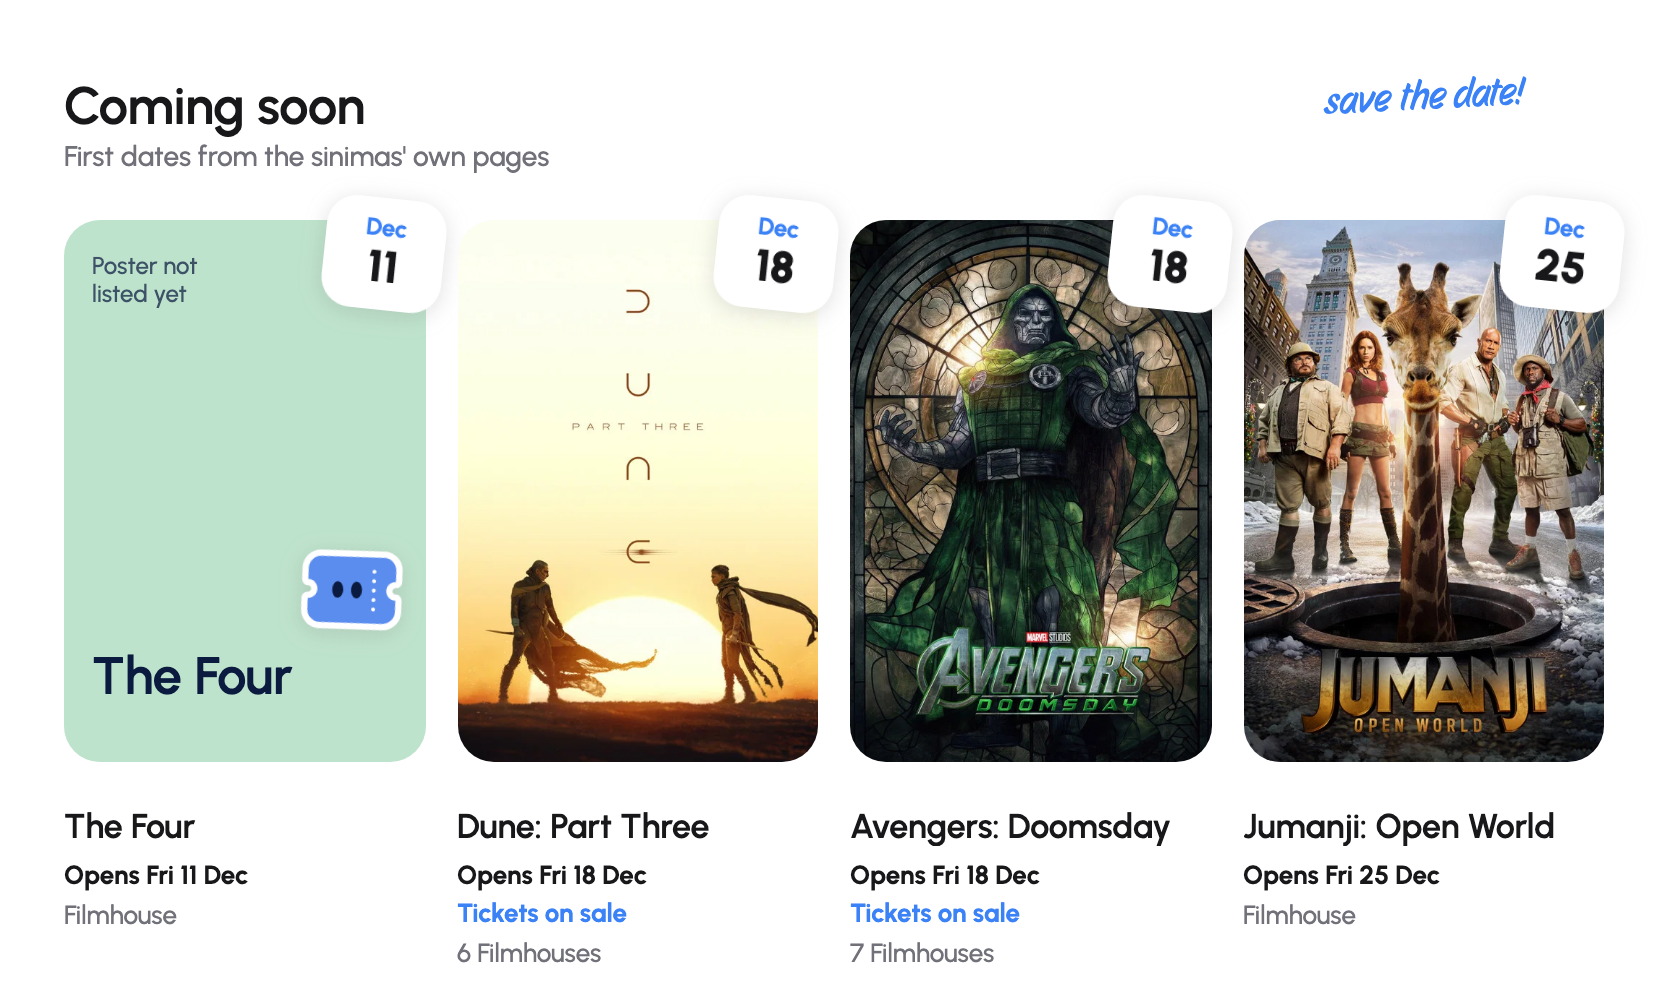 Coming soon
save the date!
First dates from the sinimas' own pages
Poster not
listed yet
Dec
11
The Four
Dec
18
DUNE
PART THREE
Dec
18
MARVEL STUDIOS
AVENGERS
DOOMSDAY
Dec
25
JUMANJI
OPEN WORLD
The Four
Opens Fri 11 Dec
Filmhouse
Dune: Part Three
Opens Fri 18 Dec
Tickets on sale
6 Filmhouses
Avengers: Doomsday
Opens Fri 18 Dec
Tickets on sale
7 Filmhouses
Jumanji: Open World
Opens Fri 25 Dec
Filmhouse